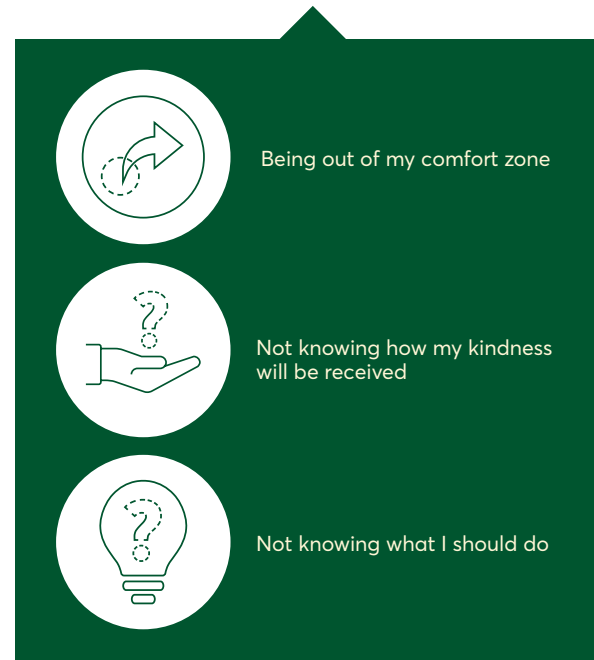 Being out of my comfort zone
Not knowing how my kindness
will be received
Not knowing what I should do